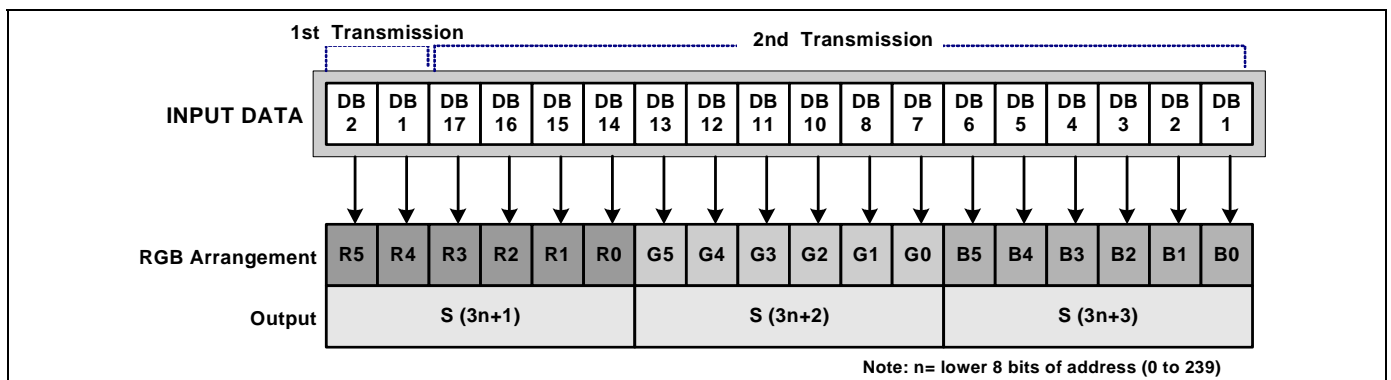 1st Transmission
2nd Transmission
INPUT DATA
DB 2 DB 1 DB 17 DB 16 DB 15 DB 14 DB 13 DB 12 DB 11 DB 10 DB 8 DB 7 DB 6 DB 5 DB 4 DB 3 DB 2 DB 1
RGB Arrangement R5 R4 R3 R2 R1 R0 G5 G4 G3 G2 G1 G0 B5 B4 B3 B2 B1 B0
Output S (3n+1) S (3n+2) S (3n+3)
Note: n= lower 8 bits of address (0 to 239)